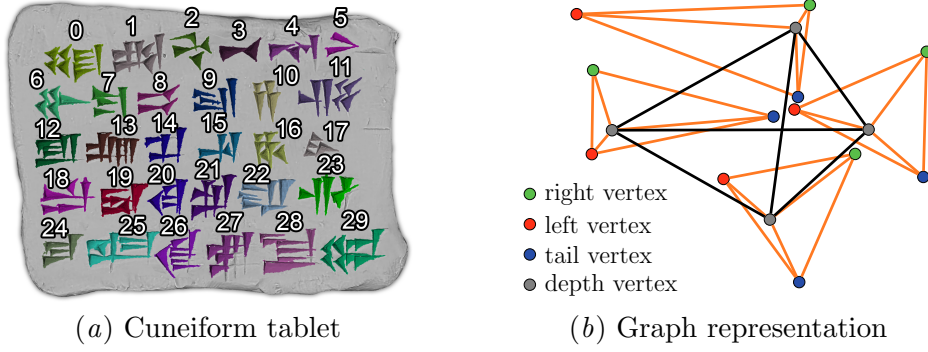 0 1 2 3 4 5
6 7 8 9 10 11
12 13 14 15 16 17
18 19 20 21 22 23
24 25 26 27 28 29
right vertex
left vertex
tail vertex
depth vertex
(a) Cuneiform tablet
(b) Graph representation